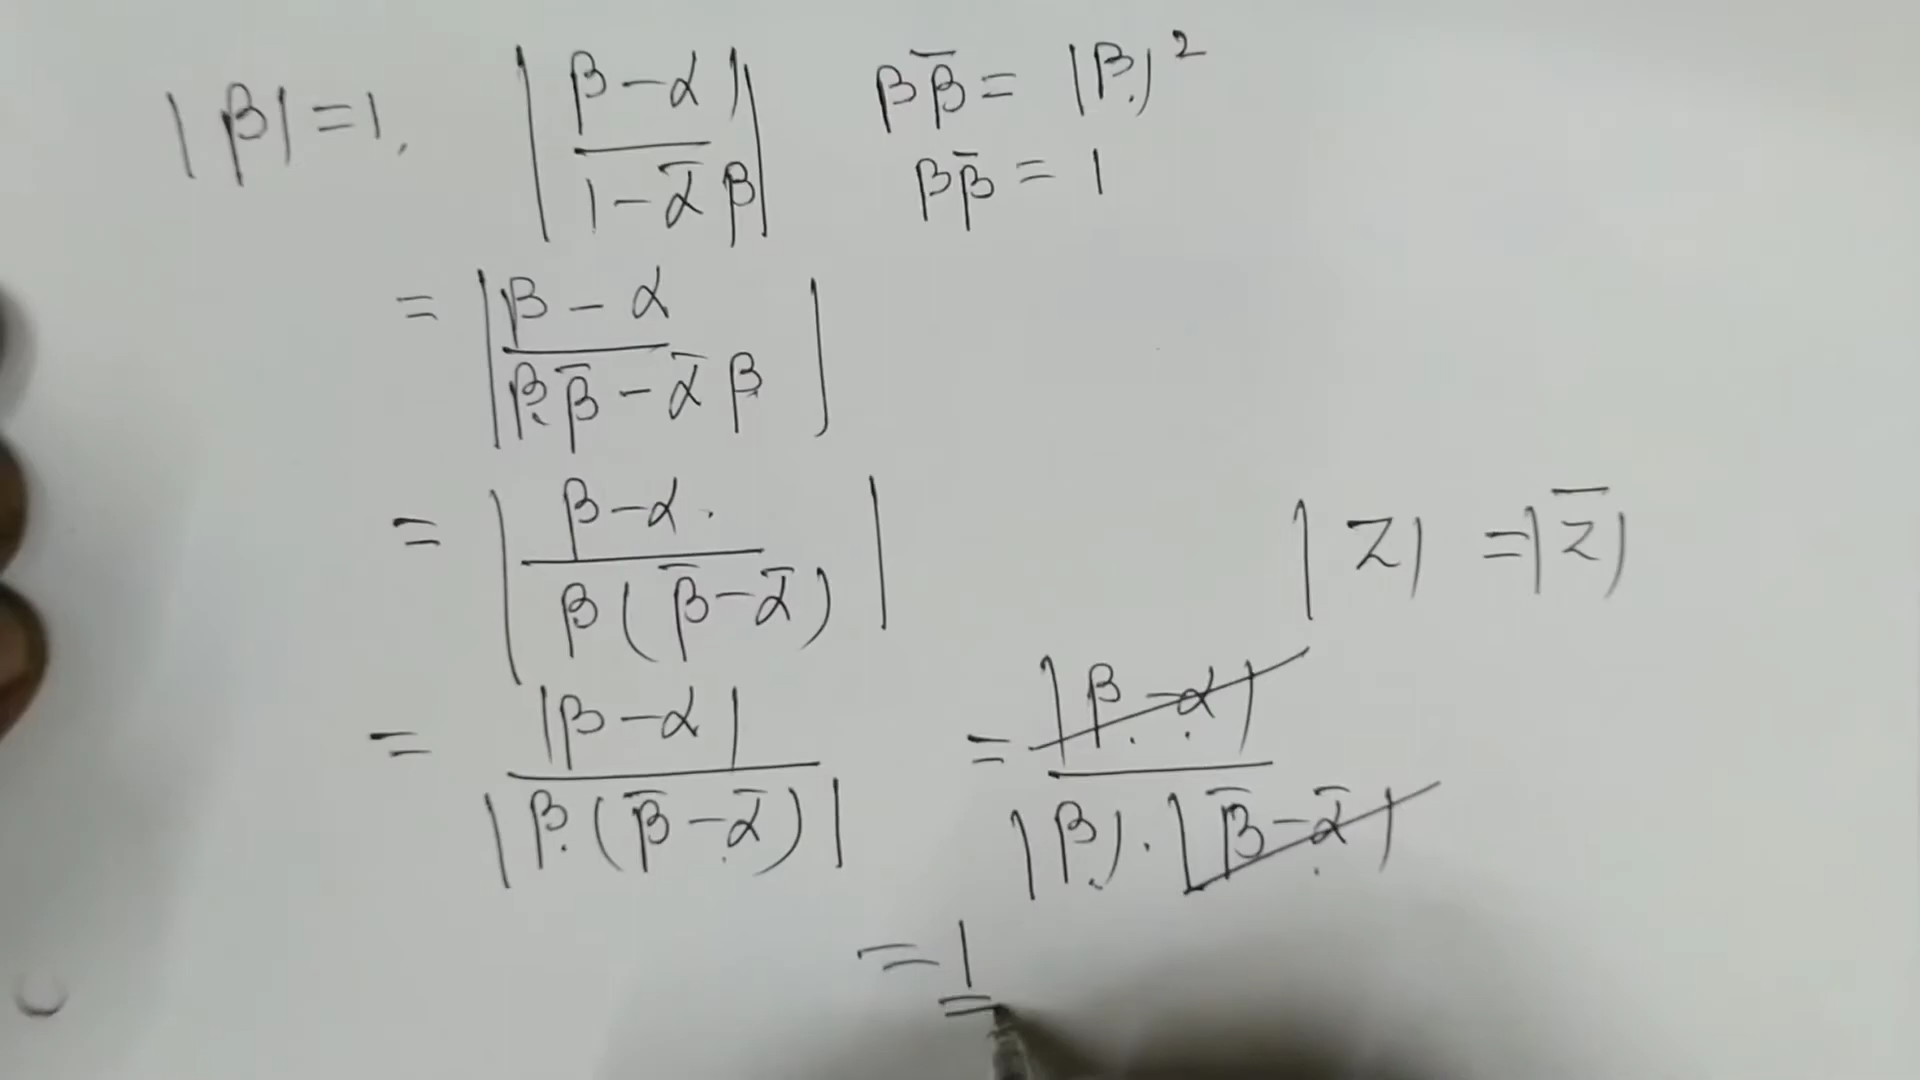 |β| = 1, |(β − α)/(1 − ᾱβ)| ββ̄ = |β|²
ββ̄ = 1
= |(β − α)/(ββ̄ − ᾱβ)|
= |(β − α)/(β(β̄ − ᾱ))| |z| = |z̄|
= |β − α|/|β(β̄ − ᾱ)| = |β − α|/(|β|·|β̄ − ᾱ|)
= 1